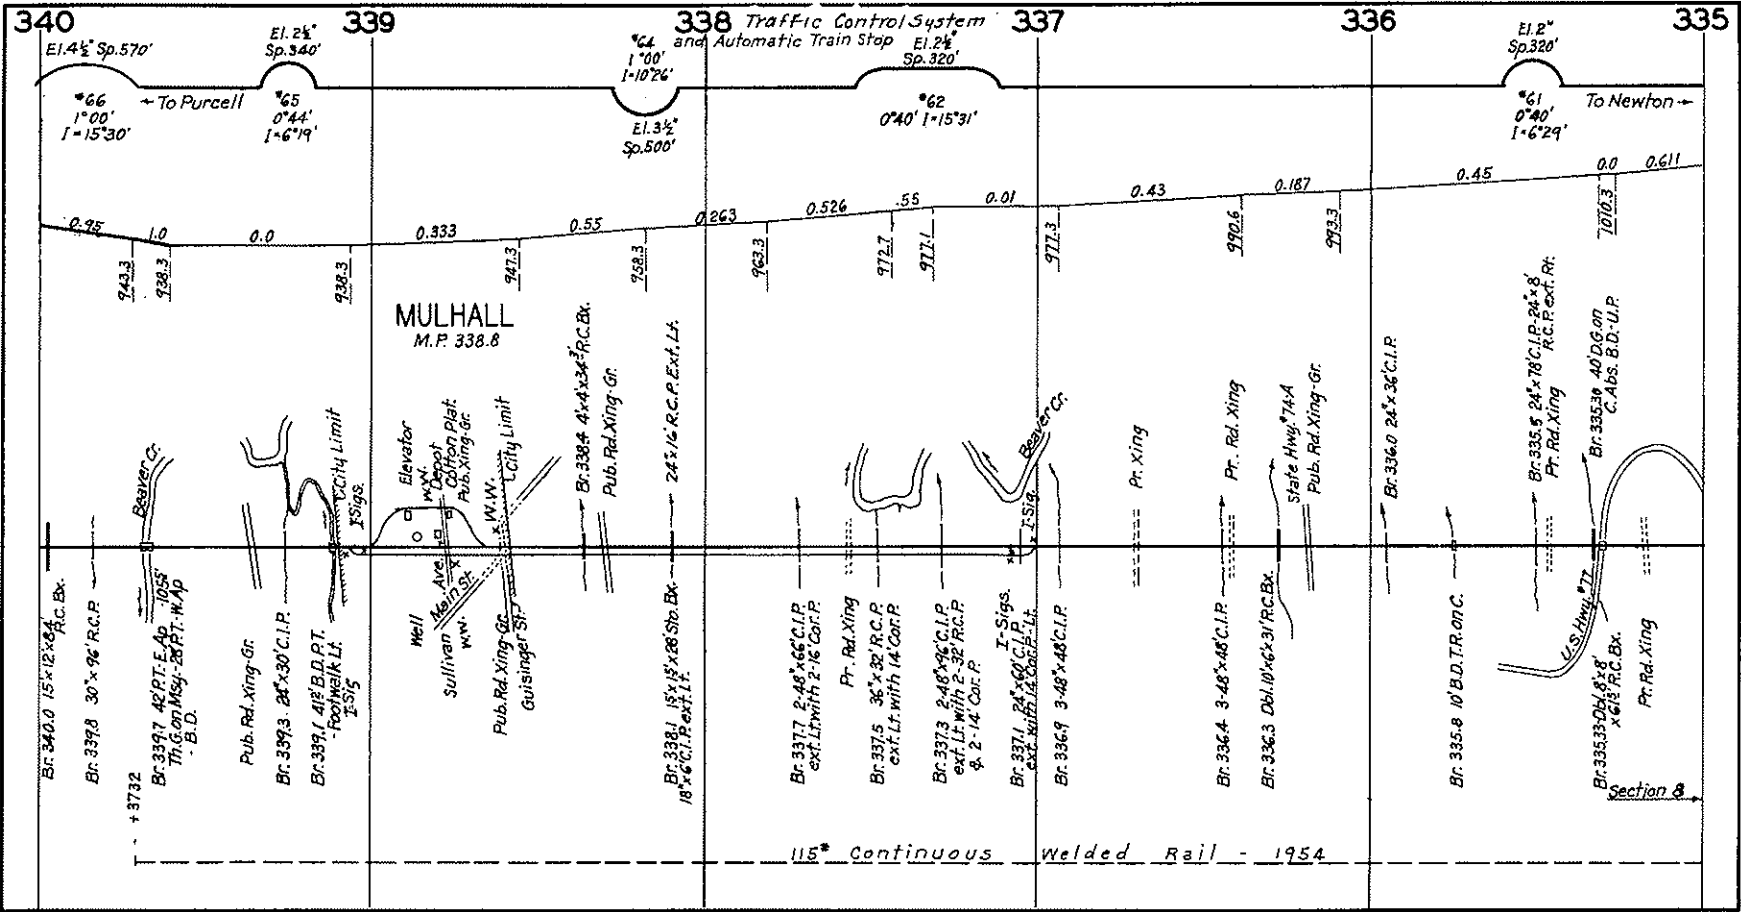 340
339
338
337
336
335
Traffic Control System
and Automatic Train Stop
El.4½" Sp.570'
#66
1°00'
I=15°30'
← To Purcell
El.2½"
Sp.340'
#65
0°44'
I=6°19'
#64
1°00'
I=10°26'
El.3½"
Sp.500'
El.2½"
Sp.320'
#62
0°40' I=15°31'
El.2"
Sp.320'
#61
0°40'
I=6°29'
To Newton →
0.95
1.0
0.0
0.333
0.55
0.263
0.526
.55
0.01
0.43
0.187
0.45
0.0
0.611
943.3
938.3
938.3
947.3
958.3
963.3
972.7
977.1
977.3
990.6
993.3
1010.3
MULHALL
M.P. 338.8
Beaver Cr.
City Limit
I-Sigs.
Elevator
W.W.
Depot
Cotton Plat.
Pub.Xing-Gr.
W.W.
City Limit
Br.338.4 4'x4'x34'R.C.Bx.
Pub.Rd.Xing-Gr.
24"x16' R.C.P. Ext. Lt.
Beaver Cr.
I-Sig.
Pr. Xing
Pr. Rd. Xing
State Hwy. #74A
Pub. Rd. Xing-Gr.
Br.336.0 24"x36'C.I.P.
Br.335.5 24"x78'C.I.P.-24"x8'
R.C.P. ext. Rt.
Pr. Rd.Xing
Br.335.36 40'D.G.on
C.Abs. B.D.-U.P.
Br.340.0 15'x12'x84'
R.C. Bx.
Br.339.8 30"x96'R.C.P.
Br.339.7 42'P.T.-E.Ap -105½'
Th.G.on Msy-28'P.T.-W.Ap
- B.D.
Pub.Rd.Xing-Gr.
Br.339.3 24"x30'C.I.P.
Br.339.1 41½'B.D.P.T.
-Footwalk Lt.
I-Sig
Well
Sullivan Ave.
Main St.
W.W.
Pub.Rd.Xing-Gr.
Guisinger St.
Br.338.1 1.5'x1.5'x28'Sto.Bx.
18"x6'C.I.P. ext. Lt.
Br.337.7 2-48"x66'C.I.P.
ext. Lt. with 2-16'Cor.P.
Pr. Rd.Xing
Br.337.5 36"x32'R.C.P.
ext. Lt. with 14'Cor.P.
Br.337.3 2-48"x96'C.I.P.
ext. Lt. with 2-32'R.C.P.
& 2-14'Cor.P.
I-Sigs.
Br.337.1 24"x60'C.I.P.
ext. with 14'Cor.P.-Lt.
Br.336.9 3-48"x48'C.I.P.
Br.336.4 3-48"x48'C.I.P.
Br.336.3 Dbl.10'x6'x31'R.C.Bx.
Br.335.8 10'B.D.T.R.on C.
U.S.Hwy.#77
Br.335.33 Dbl.8'x8'
x61.5'R.C.Bx.
Pr.Rd.Xing
Section 8
+3732
115# Continuous Welded Rail - 1954